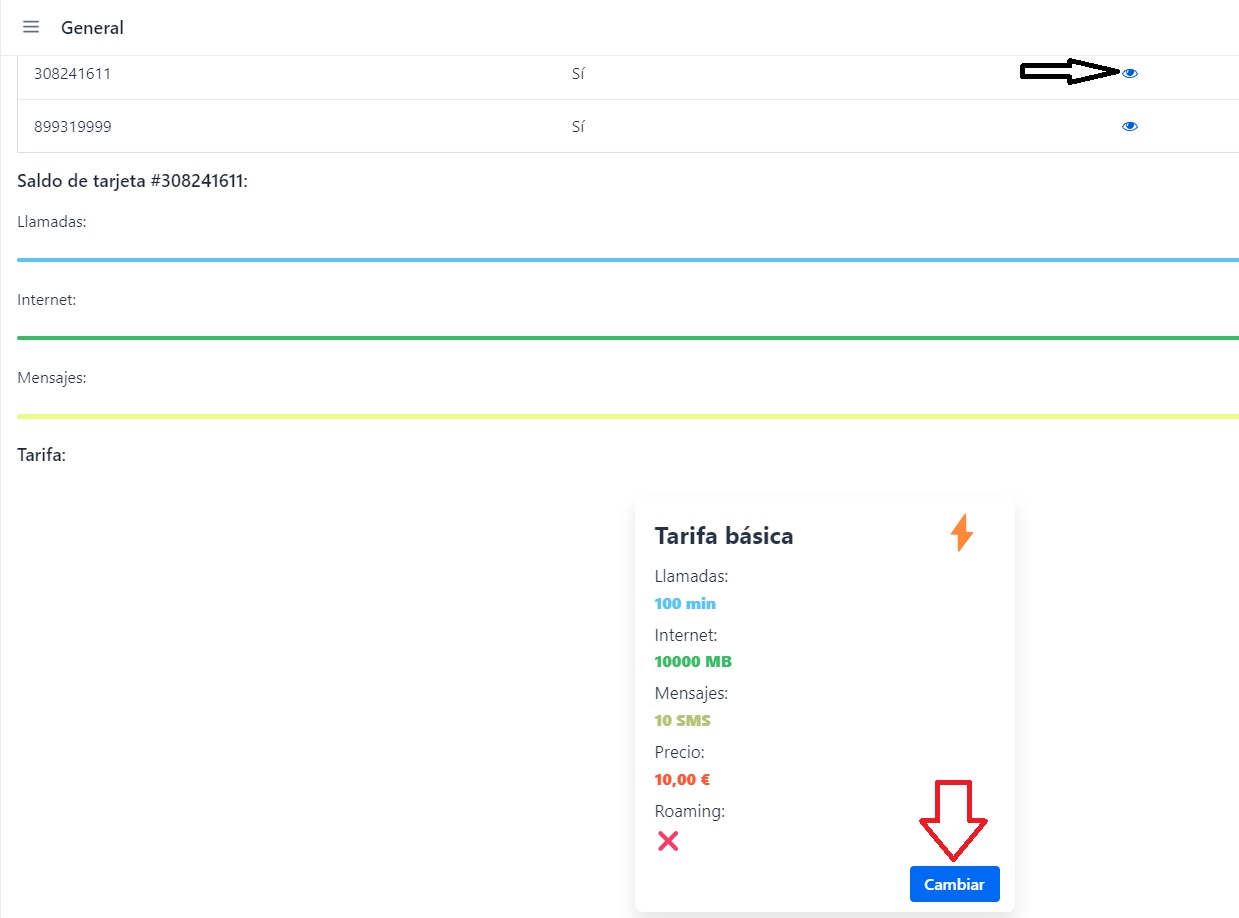 General
308241611 Sí
899319999 Sí
Saldo de tarjeta #308241611:
Llamadas:
Internet:
Mensajes:
Tarifa:
Tarifa básica
Llamadas:
100 min
Internet:
10000 MB
Mensajes:
10 SMS
Precio:
10,00 €
Roaming:
Cambiar